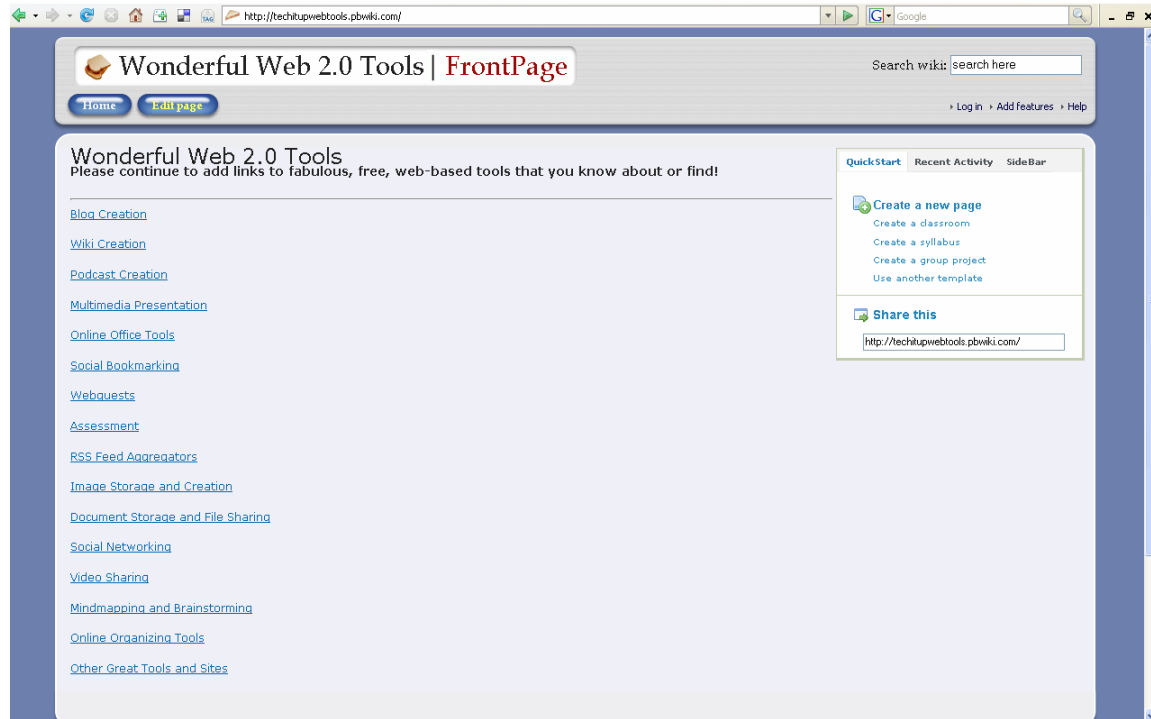 http://techitupwebtools.pbwiki.com/
G Google
TAG
Wonderful Web 2.0 Tools | FrontPage
Search wiki: search here
Home Edit page
Log in Add features Help
Wonderful Web 2.0 Tools
Please continue to add links to fabulous, free, web-based tools that you know about or find!
Blog Creation
Wiki Creation
Podcast Creation
Multimedia Presentation
Online Office Tools
Social Bookmarking
Webquests
Assessment
RSS Feed Aggregators
Image Storage and Creation
Document Storage and File Sharing
Social Networking
Video Sharing
Mindmapping and Brainstorming
Online Organizing Tools
Other Great Tools and Sites
QuickStart Recent Activity SideBar
Create a new page
Create a classroom
Create a syllabus
Create a group project
Use another template
Share this
http://techitupwebtools.pbwiki.com/